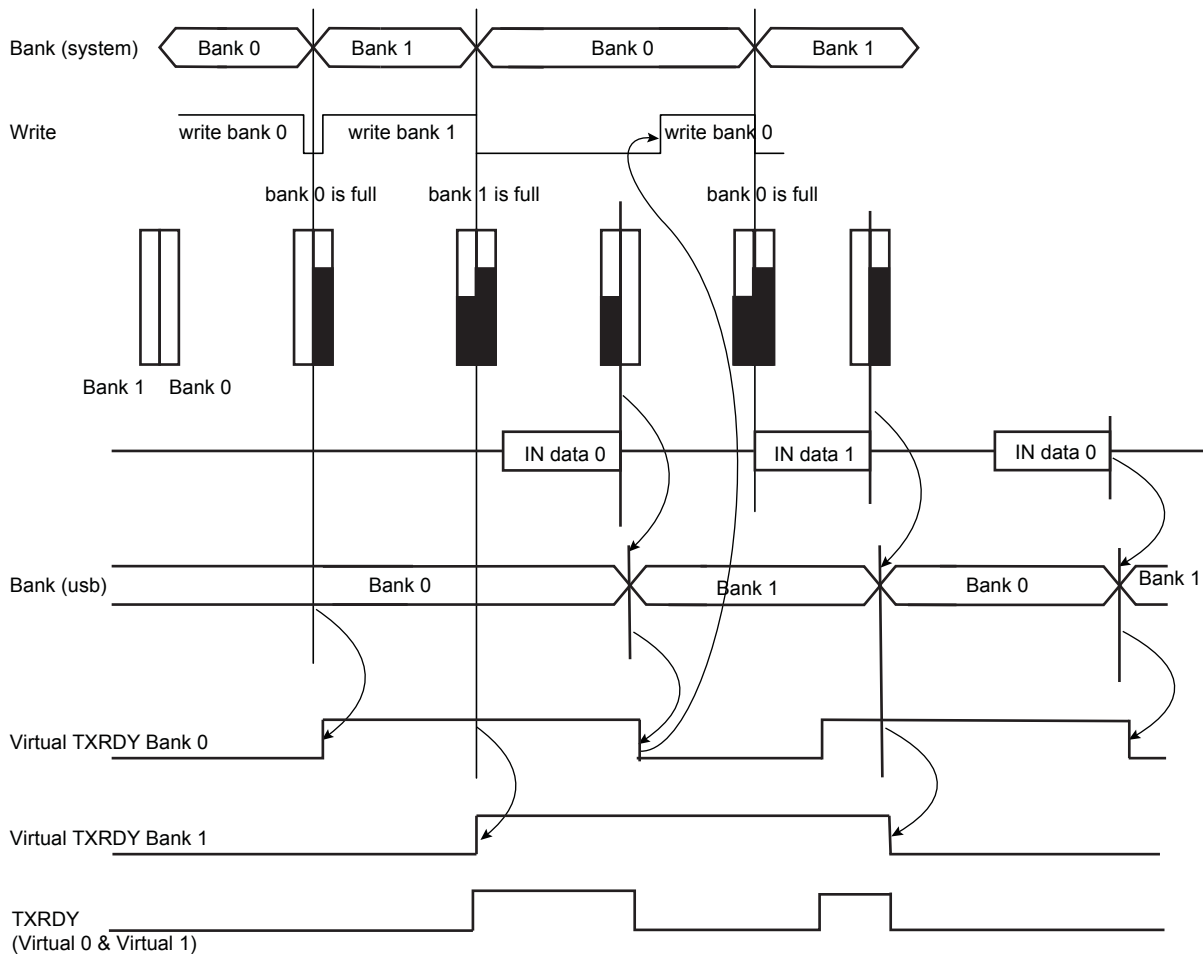 Bank (system)
Bank 0
Bank 1
Bank 0
Bank 1
Write
write bank 0
write bank 1
write bank 0
bank 0 is full
bank 1 is full
bank 0 is full
Bank 1
Bank 0
IN data 0
IN data 1
IN data 0
Bank (usb)
Bank 0
Bank 1
Bank 0
Bank 1
Virtual TXRDY Bank 0
Virtual TXRDY Bank 1
TXRDY
(Virtual 0 & Virtual 1)